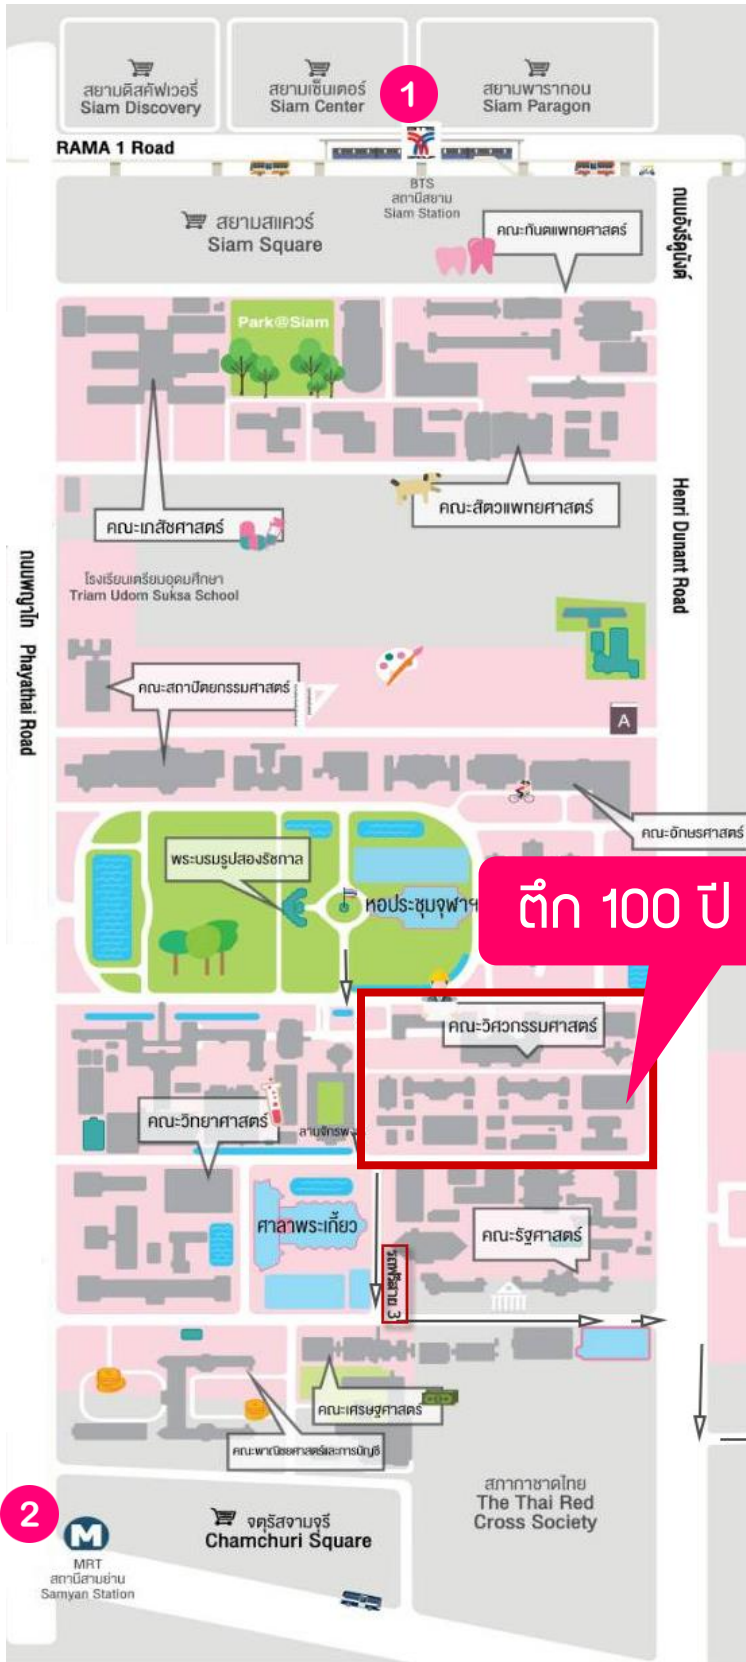 สยามดิสคัฟเวอรี่
Siam Discovery
สยามเซ็นเตอร์
Siam Center
1
สยามพารากอน
Siam Paragon
RAMA 1 Road
BTS
สถานีสยาม
Siam Station
สยามสแควร์
Siam Square
คณะทันตแพทยศาสตร์
ถนนอังรีดูนังต์
Park@Siam
คณะเภสัชศาสตร์
คณะสัตวแพทยศาสตร์
Henri Dunant Road
โรงเรียนเตรียมอุดมศึกษา
Triam Udom Suksa School
ถนนพญาไท Phayathai Road
คณะสถาปัตยกรรมศาสตร์
A
คณะอักษรศาสตร์
พระบรมรูปสองรัชกาล
หอประชุมจุฬาฯ
ตึก 100 ปี
คณะวิศวกรรมศาสตร์
คณะวิทยาศาสตร์
ลานจักรพง
ศาลาพระเกี้ยว
คณะรัฐศาสตร์
คณะเศรษฐศาสตร์
คณะพาณิชยศาสตร์และการบัญชี
2
M
MRT
สถานีสามย่าน
Samyan Station
จตุรัสจามจุรี
Chamchuri Square
สภากาชาดไทย
The Thai Red
Cross Society